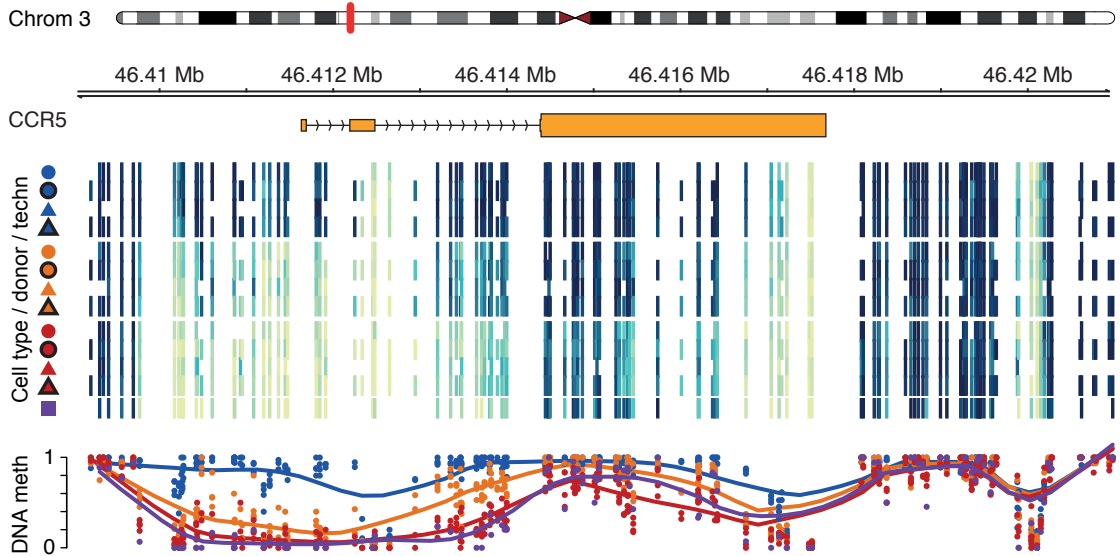 Chrom 3
46.41 Mb 46.412 Mb 46.414 Mb 46.416 Mb 46.418 Mb 46.42 Mb
CCR5
Cell type / donor / techn
DNA meth
1
0